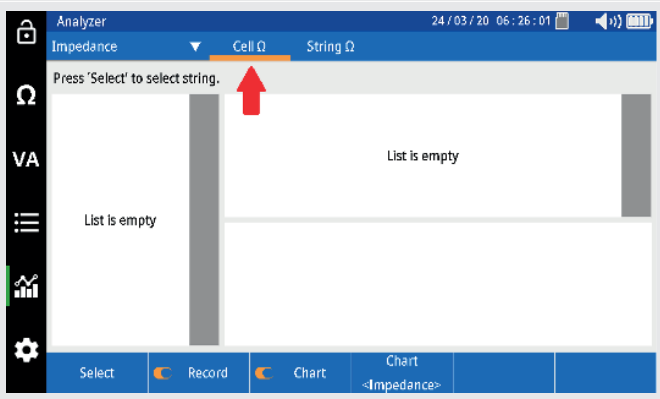 Analyzer 24/03/20 06:26:01
Impedance Cell Ω String Ω
Press 'Select' to select string.
Ω
VA
List is empty
List is empty
Select Record Chart Chart
<Impedance>